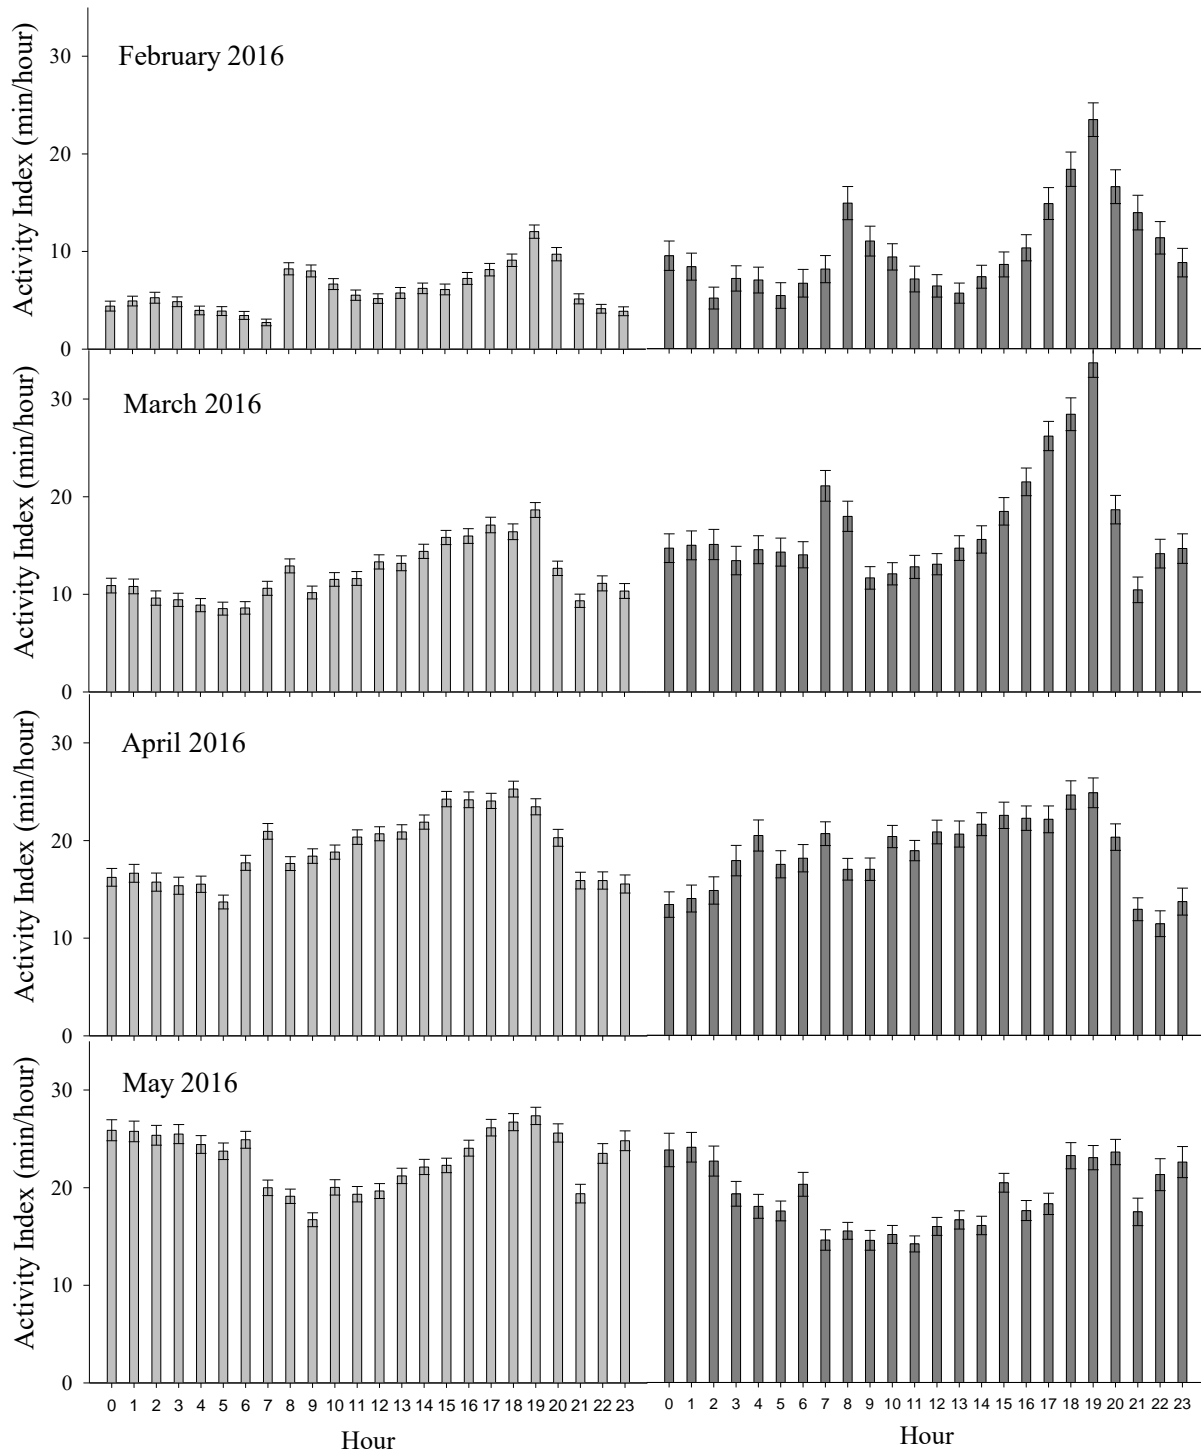 February 2016
Activity Index (min/hour)
30
20
10
0
March 2016
Activity Index (min/hour)
30
20
10
0
April 2016
Activity Index (min/hour)
30
20
10
0
May 2016
Activity Index (min/hour)
30
20
10
0
0 1 2 3 4 5 6 7 8 9 10 11 12 13 14 15 16 17 18 19 20 21 22 23
0 1 2 3 4 5 6 7 8 9 10 11 12 13 14 15 16 17 18 19 20 21 22 23
Hour
Hour